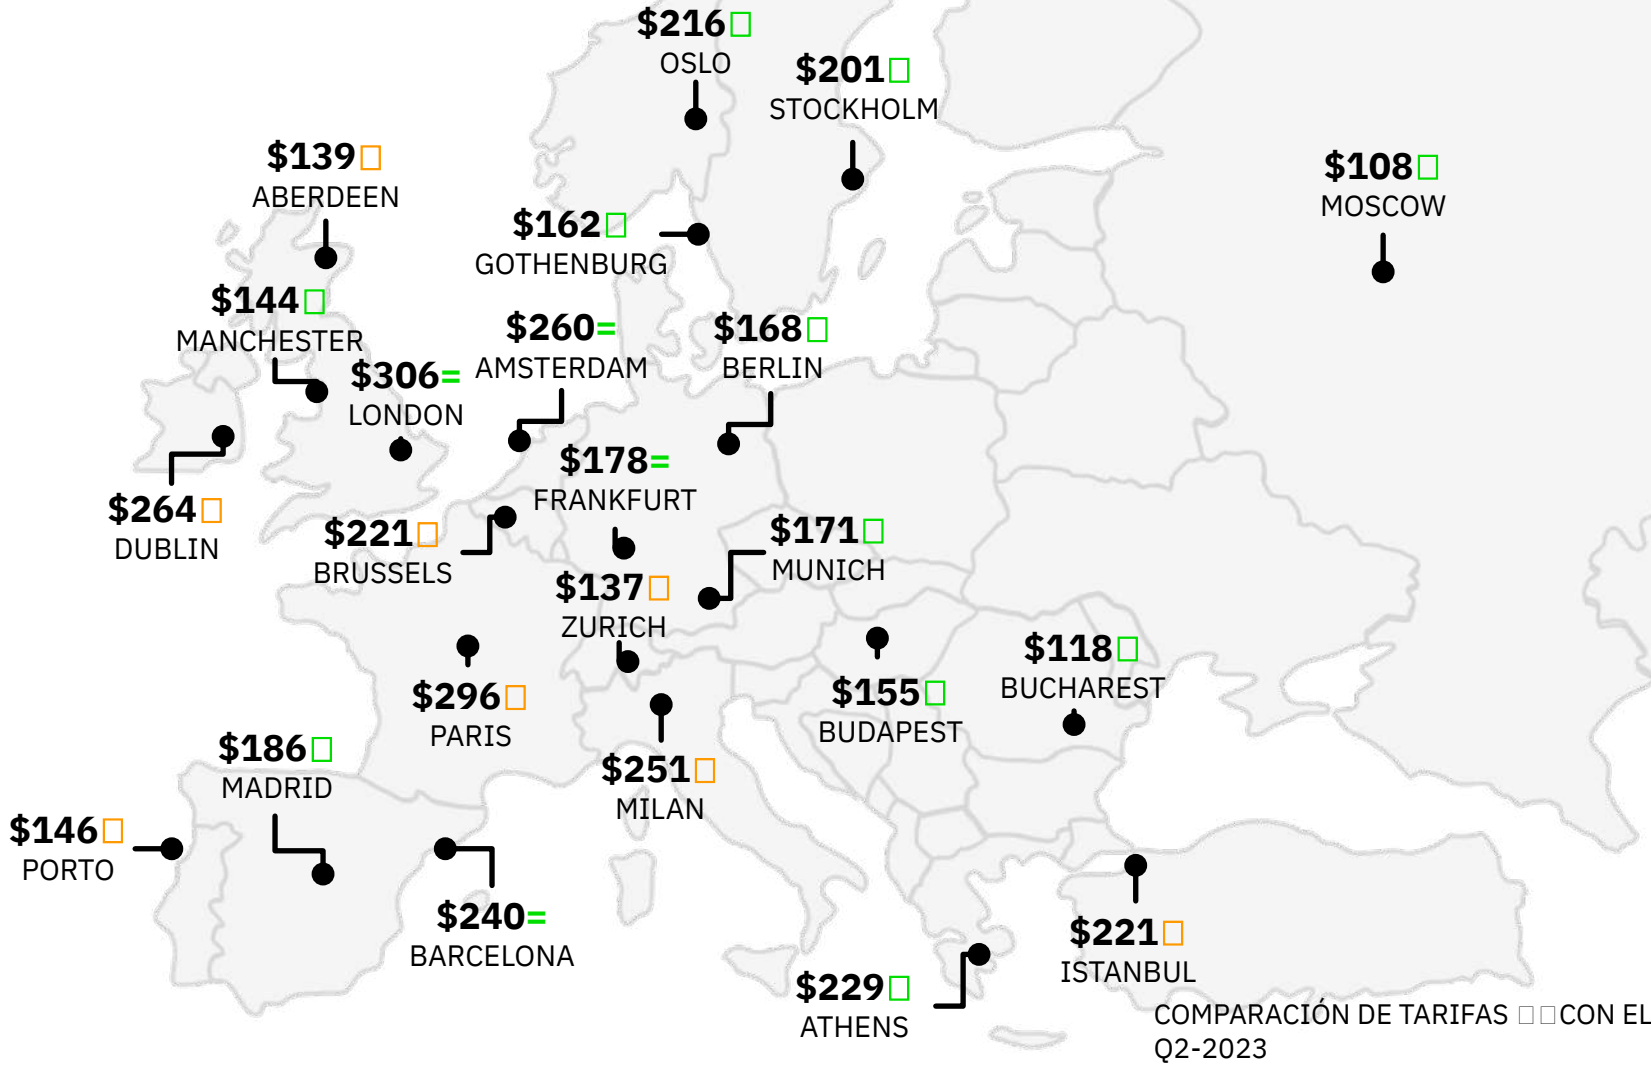 $216
OSLO
$201
STOCKHOLM
$139
ABERDEEN
$108
MOSCOW
$162
GOTHENBURG
$144
MANCHESTER
$260=
AMSTERDAM
$168
BERLIN
$306=
LONDON
$178=
FRANKFURT
$264
DUBLIN
$221
BRUSSELS
$171
MUNICH
$137
ZURICH
$118
BUCHAREST
$296
PARIS
$155
BUDAPEST
$186
MADRID
$251
MILAN
$146
PORTO
$240=
BARCELONA
$221
ISTANBUL
$229
ATHENS
COMPARACIÓN DE TARIFAS □□CON EL
Q2-2023